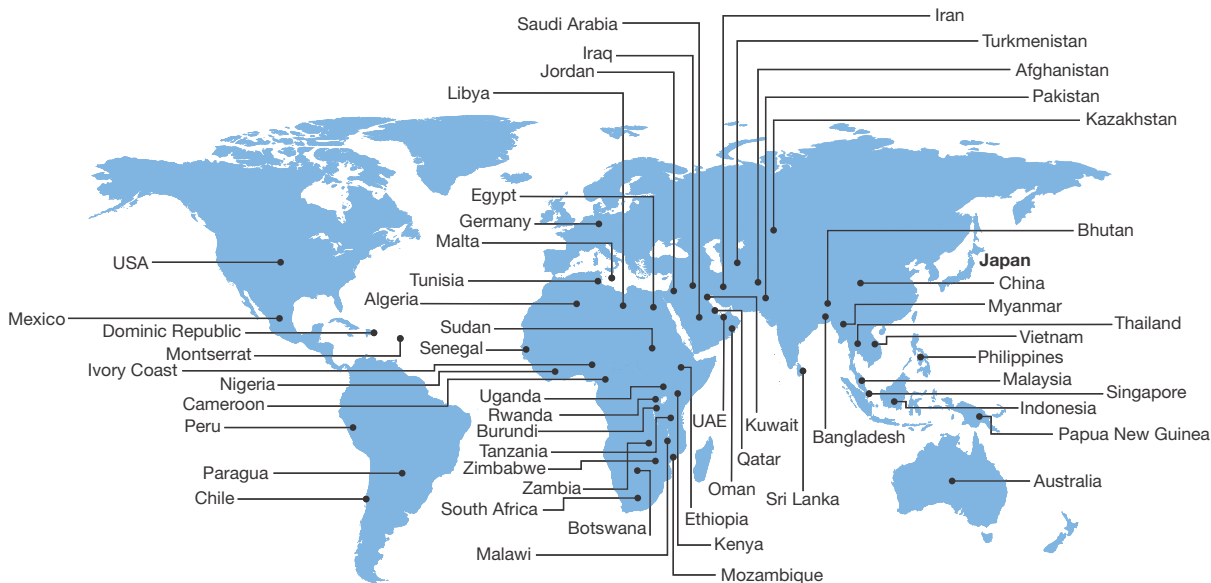 Iran
Saudi Arabia
Turkmenistan
Iraq
Jordan
Afghanistan
Libya
Pakistan
Kazakhstan
Egypt
Germany
Bhutan
Malta
USA
Japan
Tunisia
China
Algeria
Myanmar
Mexico
Thailand
Dominic Republic
Sudan
Vietnam
Montserrat
Senegal
Philippines
Ivory Coast
Nigeria
Malaysia
Uganda
Singapore
Cameroon
Rwanda
UAE
Kuwait
Indonesia
Peru
Burundi
Bangladesh
Papua New Guinea
Tanzania
Qatar
Zimbabwe
Paragua
Zambia
Oman
Australia
Chile
Sri Lanka
South Africa
Ethiopia
Botswana
Kenya
Malawi
Mozambique